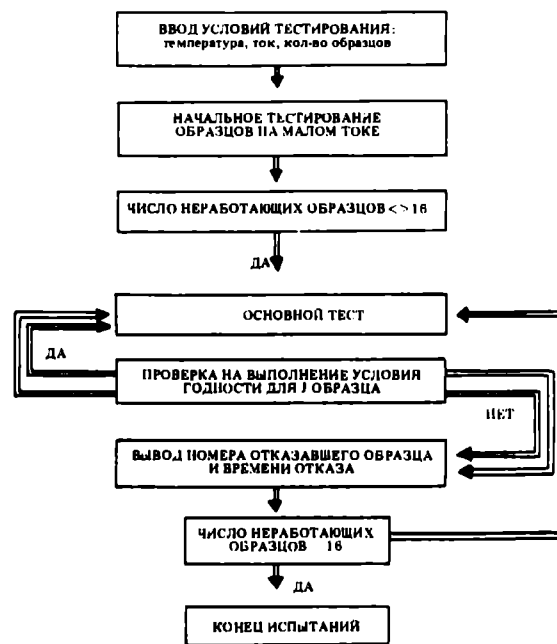 ВВОД УСЛОВИЙ ТЕСТИРОВАНИЯ:
температура, ток, кол-во образцов
НАЧАЛЬНОЕ ТЕСТИРОВАНИЕ
ОБРАЗЦОВ НА МАЛОМ ТОКЕ
ЧИСЛО НЕРАБОТАЮЩИХ ОБРАЗЦОВ <> 16
ДА
ОСНОВНОЙ ТЕСТ
ДА
ПРОВЕРКА НА ВЫПОЛНЕНИЕ УСЛОВИЯ
ГОДНОСТИ ДЛЯ J ОБРАЗЦА
НЕТ
ВЫВОД НОМЕРА ОТКАЗАВШЕГО ОБРАЗЦА
И ВРЕМЕНИ ОТКАЗА
ЧИСЛО НЕРАБОТАЮЩИХ
ОБРАЗЦОВ 16
ДА
КОНЕЦ ИСПЫТАНИЙ